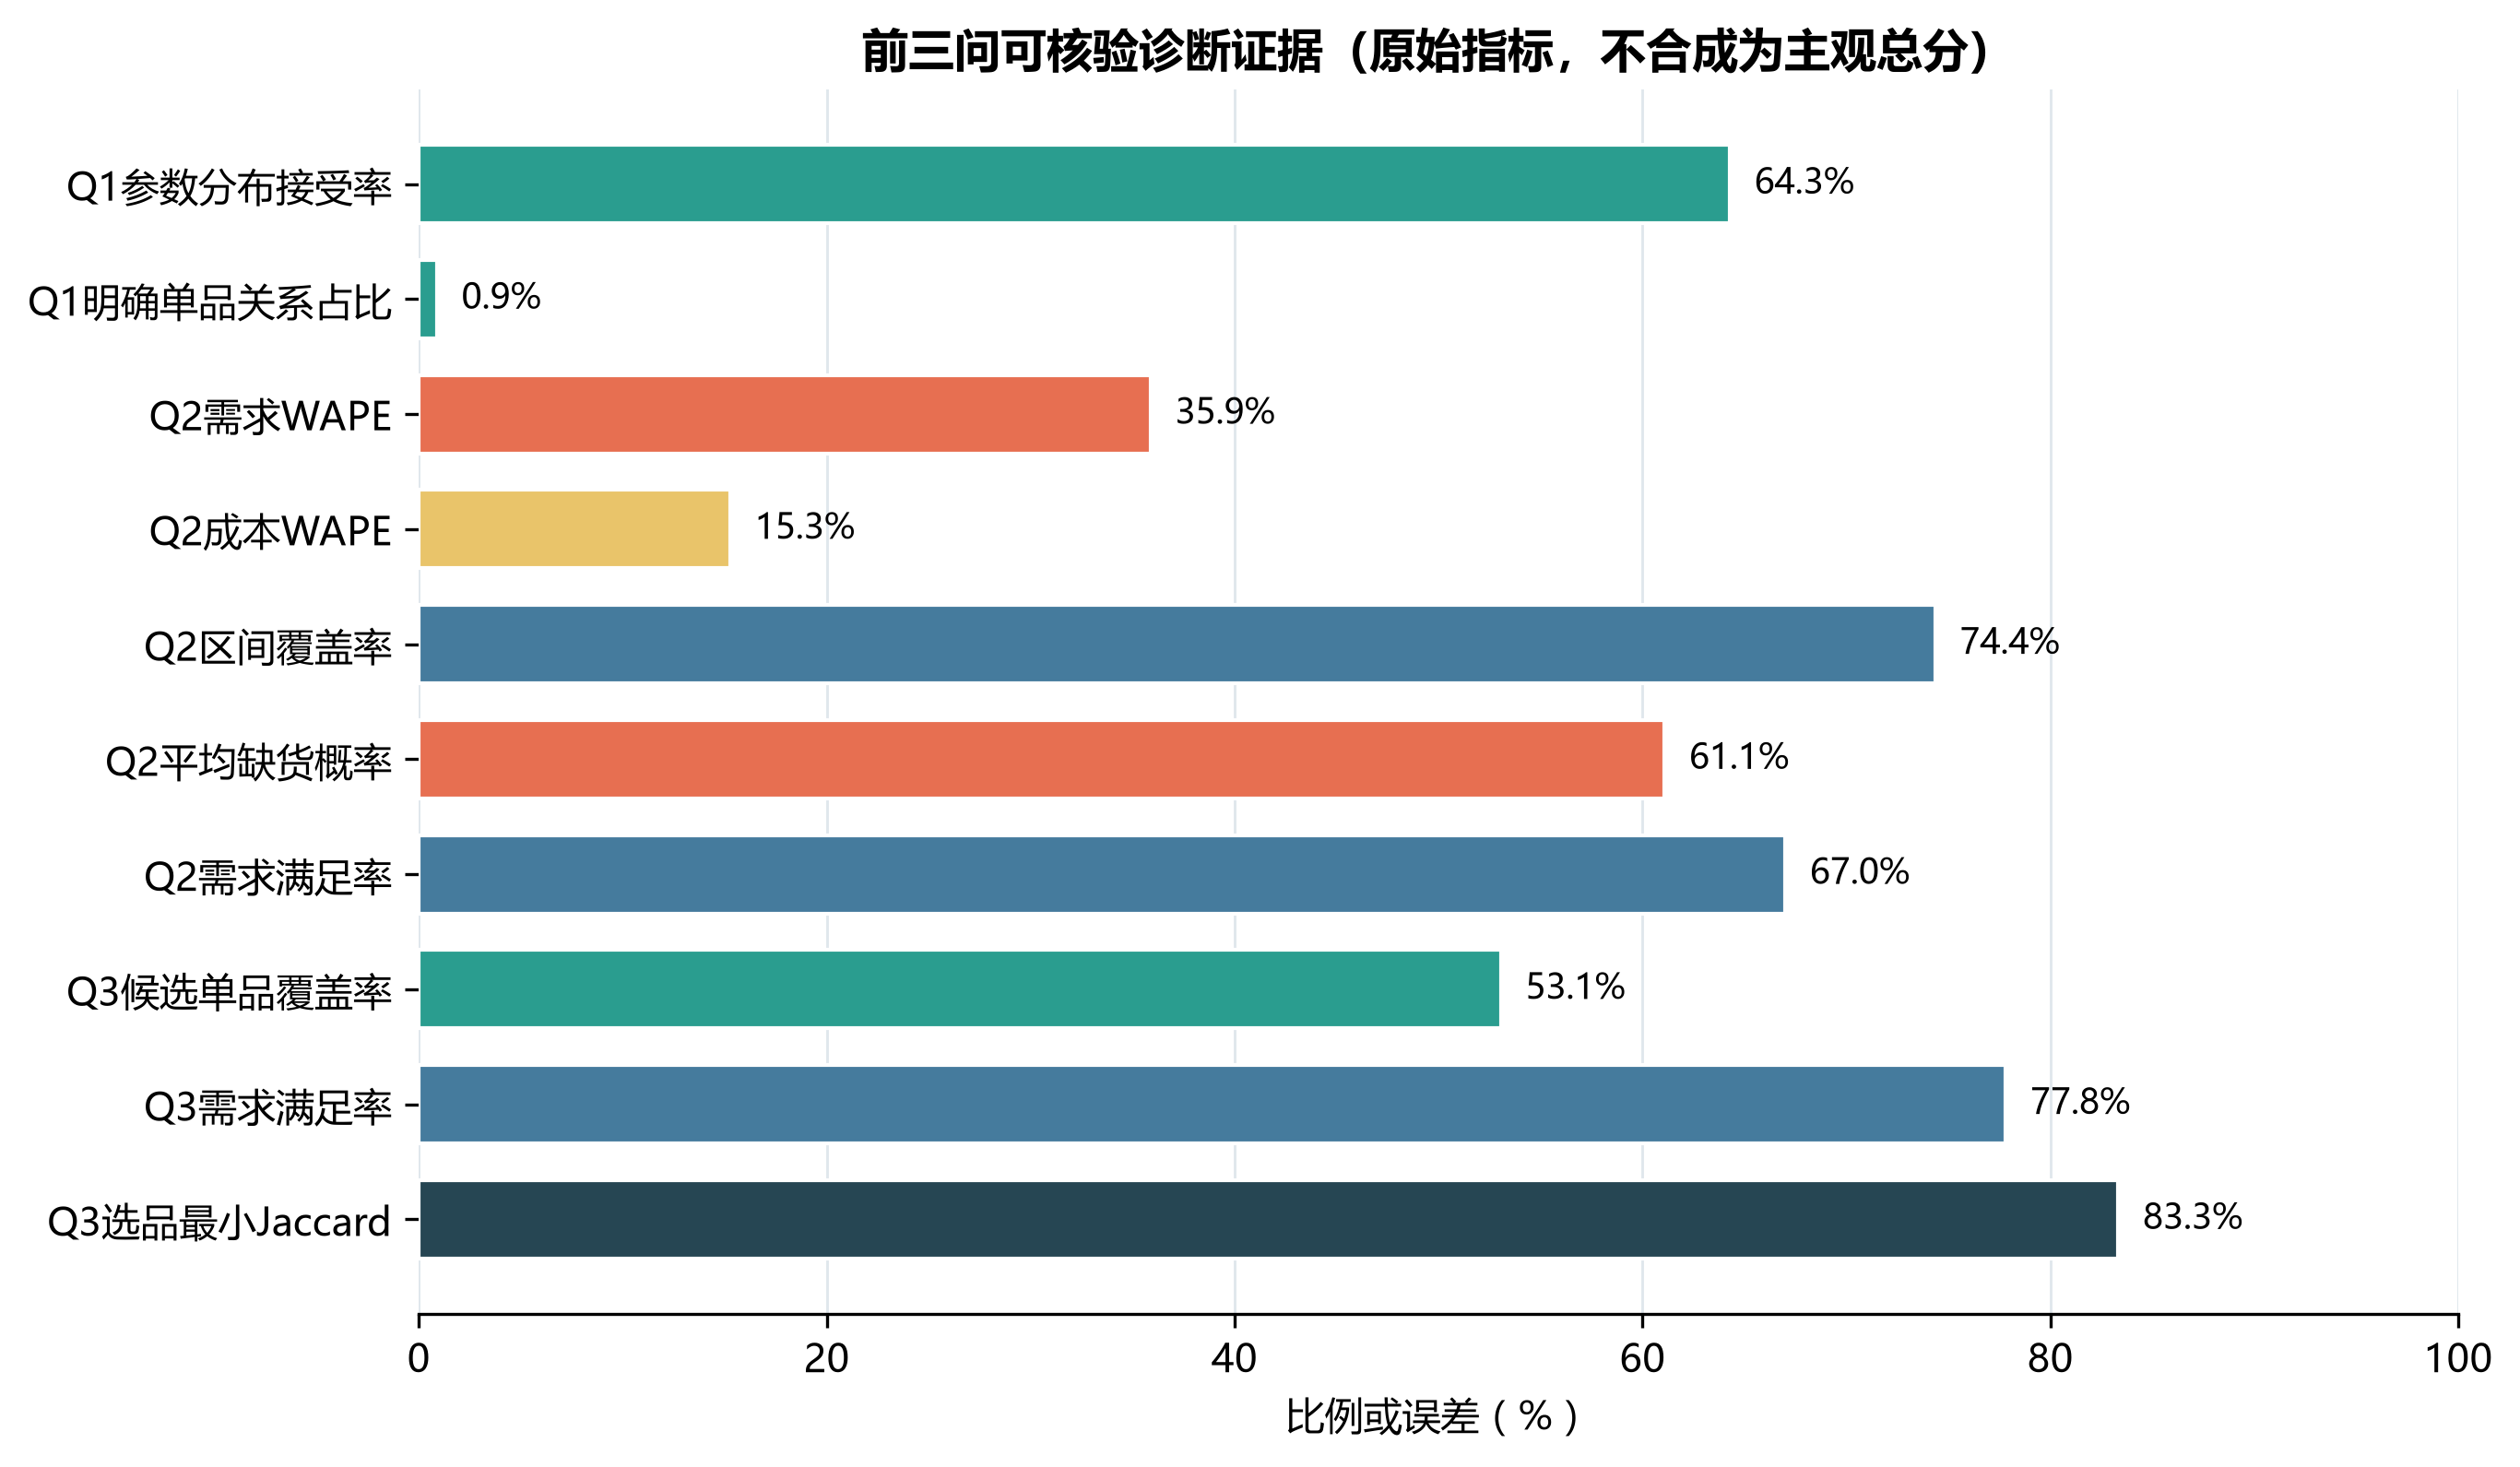 前三问可核验诊断证据（原始指标，不合成为主观总分）
Q1参数分布接受率
64.3%
Q1明确单品关系占比
0.9%
Q2需求WAPE
35.9%
Q2成本WAPE
15.3%
Q2区间覆盖率
74.4%
Q2平均缺货概率
61.1%
Q2需求满足率
67.0%
Q3候选单品覆盖率
53.1%
Q3需求满足率
77.8%
Q3选品最小Jaccard
83.3%
0 20 40 60 80 100
比例或误差（%）